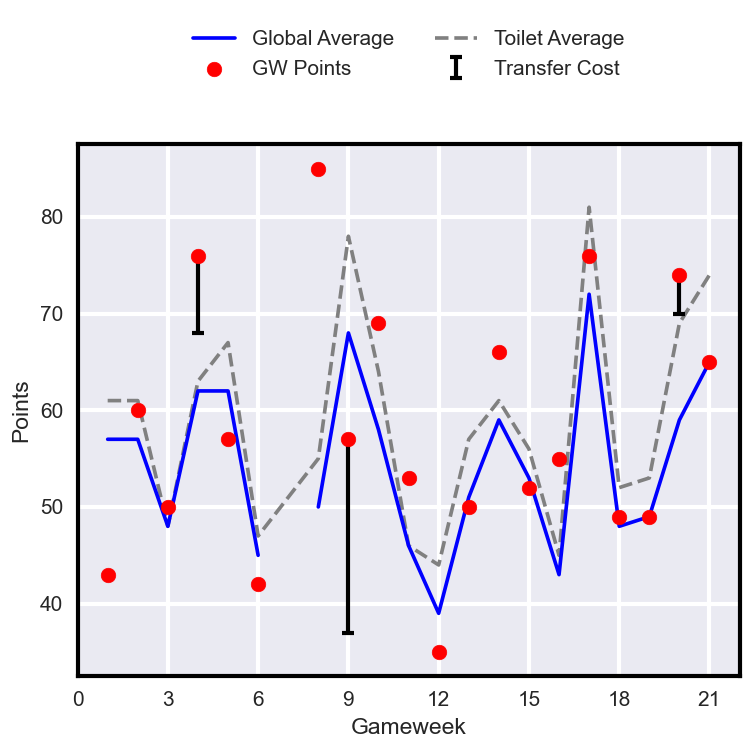 Global Average
Toilet Average
GW Points
Transfer Cost
80
70
60
50
40
Points
0 3 6 9 12 15 18 21
Gameweek